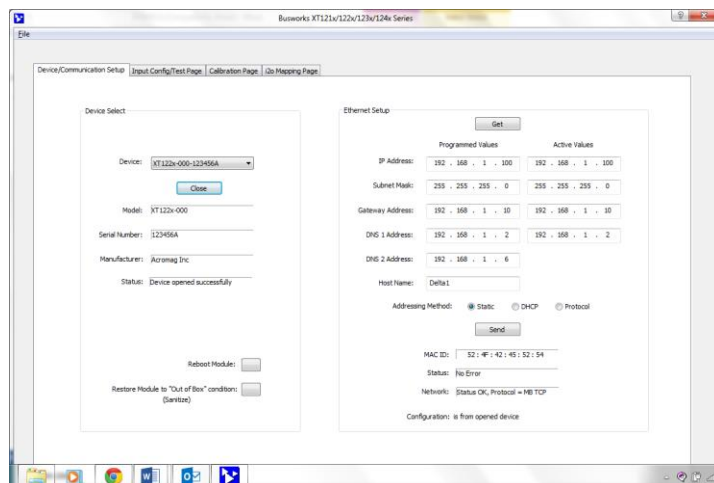 Busworks XT121x/122x/123x/124x Series
File
Device/Communication Setup
Input Config/Test Page
Calibration Page
i2o Mapping Page
Device Select
Device: XT122x-000-123456A
Close
Model: XT122x-000
Serial Number: 123456A
Manufacturer: Acromag Inc
Status: Device opened successfully
Reboot Module:
Restore Module to "Out of Box" condition:
(Sanitize)
Ethernet Setup
Get
Programmed Values Active Values
IP Address: 192 . 168 . 1 . 100 192 . 168 . 1 . 100
Subnet Mask: 255 . 255 . 255 . 0 255 . 255 . 255 . 0
Gateway Address: 192 . 168 . 1 . 10 192 . 168 . 1 . 10
DNS 1 Address: 192 . 168 . 1 . 2 192 . 168 . 1 . 2
DNS 2 Address: 192 . 168 . 1 . 6
Host Name: Delta1
Addressing Method: Static DHCP Protocol
Send
MAC ID: 52 : 4F : 42 : 45 : 52 : 54
Status: No Error
Network: Status OK, Protocol = MB TCP
Configuration: is from opened device